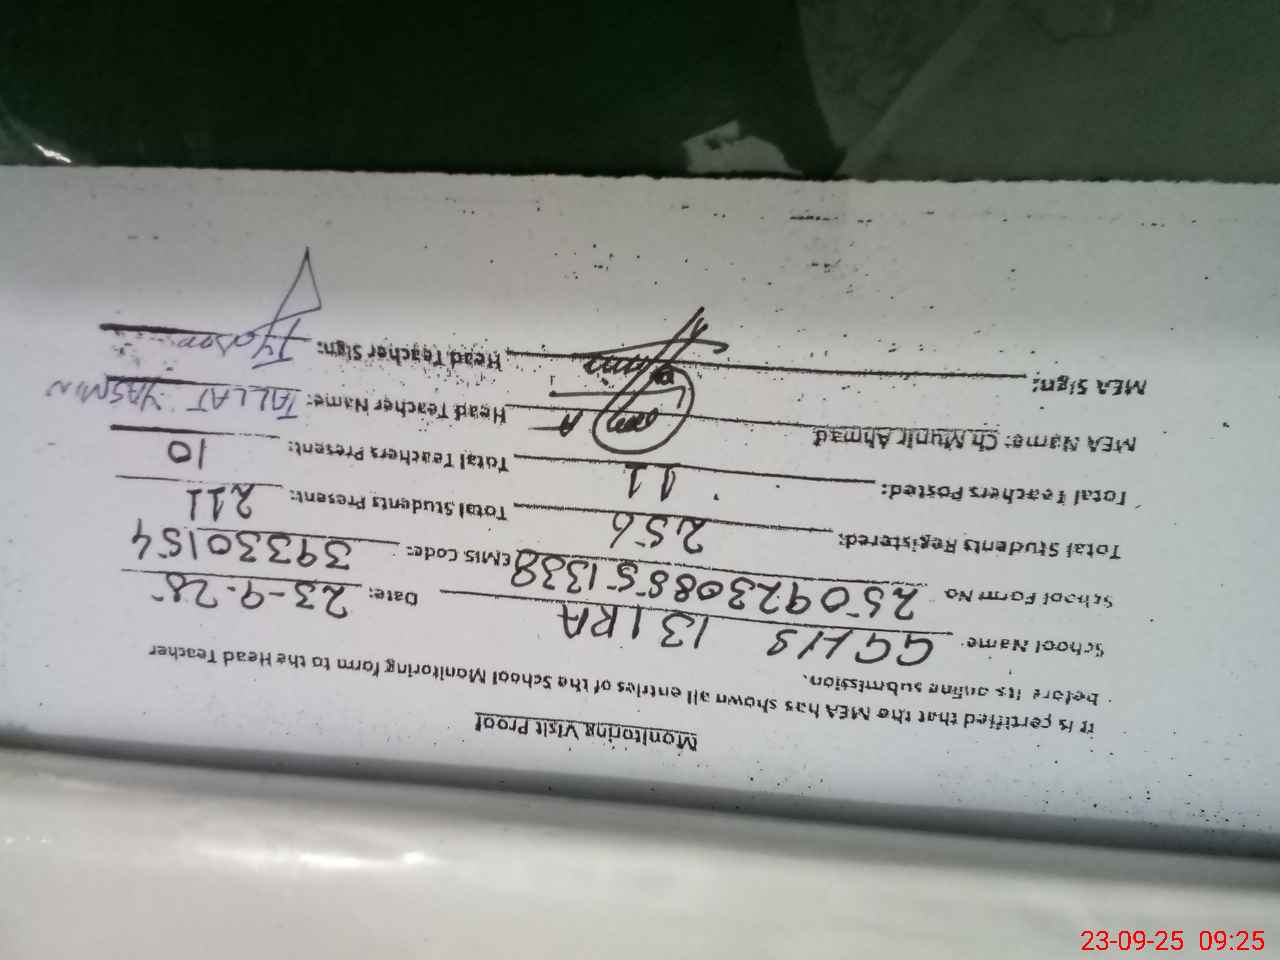 Monitoring Visit Proof
It is certified that the MEA has shown all entries of the School Monitoring form to the Head Teacher
before its online submission.
School Name GGHS 131RA Date: 23-9-25
School Form No. 25092308551338 EMIS Code: 39330154
Total Students Registered: 256 Total Students Present: 211
Total Teachers Posted: 11 Total Teachers Present: 10
MEA Name: Ch Munir Ahmad Head Teacher Name: TALLAT YASMIN
MEA Sign: Head Teacher Sign:
23-09-25 09:25